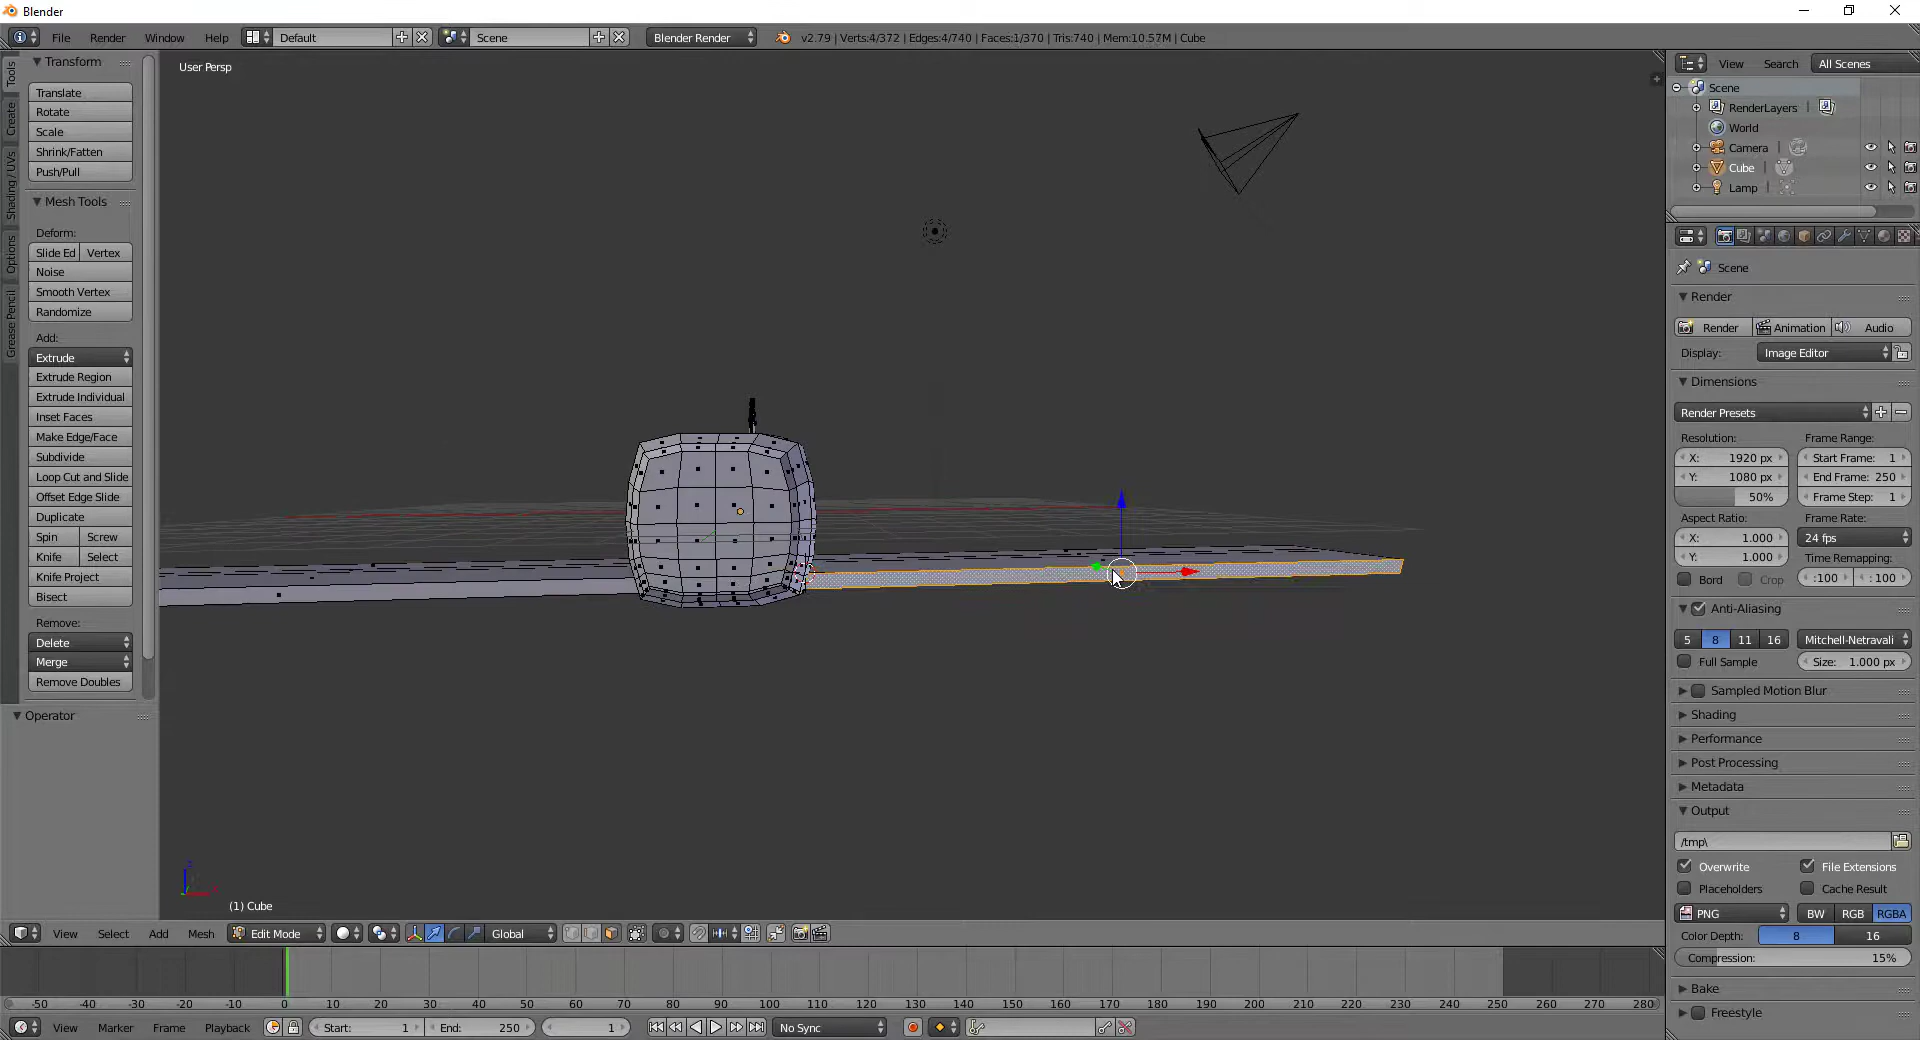 Blender
File Render Window Help Default Scene Blender Render v2.79 | Verts:4/372 | Edges:4/740 | Faces:1/370 | Tris:740 | Mem:10.57M | Cube
Tools
Create
Shading / UVs
Options
Grease Pencil
Transform
Translate
Rotate
Scale
Shrink/Fatten
Push/Pull
Mesh Tools
Deform:
Slide Ed Vertex
Noise
Smooth Vertex
Randomize
Add:
Extrude
Extrude Region
Extrude Individual
Inset Faces
Make Edge/Face
Subdivide
Loop Cut and Slide
Offset Edge Slide
Duplicate
Spin Screw
Knife Select
Knife Project
Bisect
Remove:
Delete
Merge
Remove Doubles
Operator
User Persp
(1) Cube
View Select Add Mesh Edit Mode Global
-50 -40 -30 -20 -10 0 10 20 30 40 50 60 70 80 90 100 110 120 130 140 150 160 170 180 190 200 210 220 230 240 250 260 270 280
View Marker Frame Playback Start: 1 End: 250 1 No Sync
View Search All Scenes
Scene
RenderLayers
World
Camera
Cube
Lamp
Scene
Render
Render Animation Audio
Display: Image Editor
Dimensions
Render Presets
Resolution: Frame Range:
X: 1920 px Start Frame: 1
Y: 1080 px End Frame: 250
50% Frame Step: 1
Aspect Ratio: Frame Rate:
X: 1.000 24 fps
Y: 1.000 Time Remapping:
Bord Crop :100 :100
Anti-Aliasing
5 8 11 16 Mitchell-Netravali
Full Sample Size: 1.000 px
Sampled Motion Blur
Shading
Performance
Post Processing
Metadata
Output
/tmp\
Overwrite File Extensions
Placeholders Cache Result
PNG BW RGB RGBA
Color Depth: 8 16
Compression: 15%
Bake
Freestyle